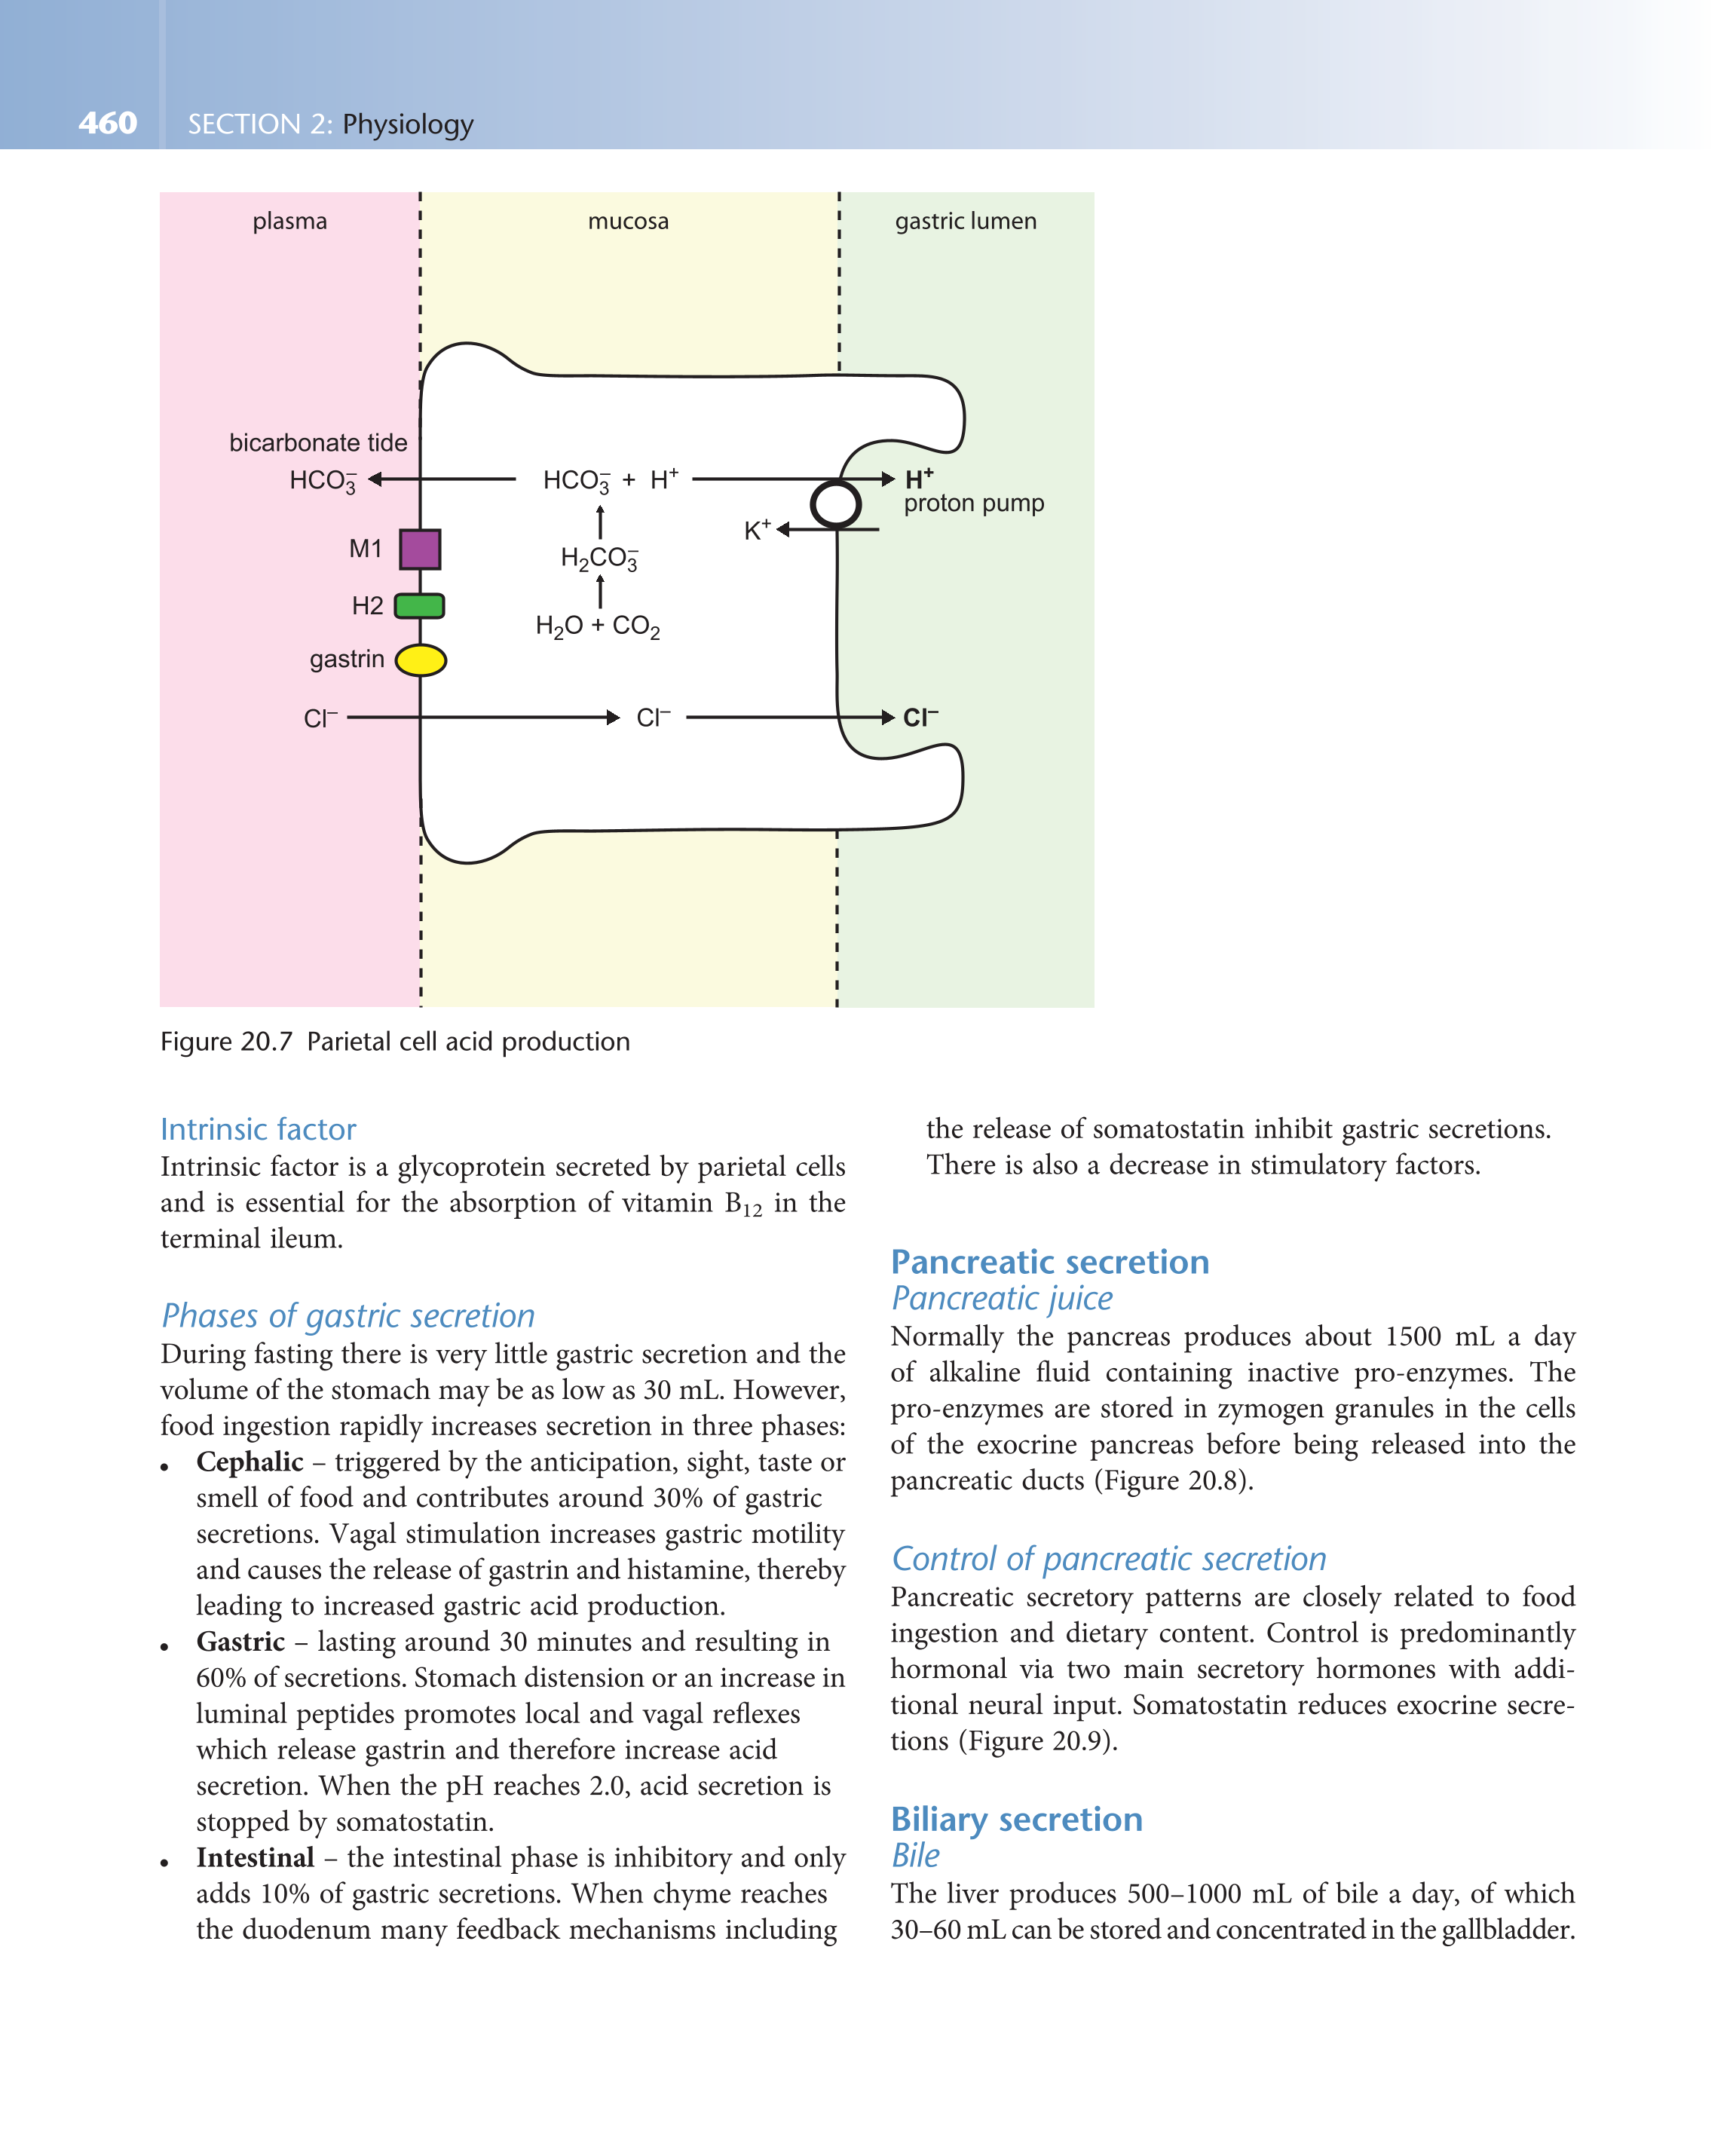 460 SECTION 2: Physiology
plasma mucosa gastric lumen
bicarbonate tide
HCO₃⁻ HCO₃⁻ + H⁺ H⁺
proton pump
K⁺
M1
H₂CO₃⁻
H2
H₂O + CO₂
gastrin
Cl⁻ Cl⁻ Cl⁻
Figure 20.7 Parietal cell acid production
Intrinsic factor
Intrinsic factor is a glycoprotein secreted by parietal cells
and is essential for the absorption of vitamin B₁₂ in the
terminal ileum.
Phases of gastric secretion
During fasting there is very little gastric secretion and the
volume of the stomach may be as low as 30 mL. However,
food ingestion rapidly increases secretion in three phases:
• Cephalic – triggered by the anticipation, sight, taste or
smell of food and contributes around 30% of gastric
secretions. Vagal stimulation increases gastric motility
and causes the release of gastrin and histamine, thereby
leading to increased gastric acid production.
• Gastric – lasting around 30 minutes and resulting in
60% of secretions. Stomach distension or an increase in
luminal peptides promotes local and vagal reflexes
which release gastrin and therefore increase acid
secretion. When the pH reaches 2.0, acid secretion is
stopped by somatostatin.
• Intestinal – the intestinal phase is inhibitory and only
adds 10% of gastric secretions. When chyme reaches
the duodenum many feedback mechanisms including
the release of somatostatin inhibit gastric secretions.
There is also a decrease in stimulatory factors.
Pancreatic secretion
Pancreatic juice
Normally the pancreas produces about 1500 mL a day
of alkaline fluid containing inactive pro-enzymes. The
pro-enzymes are stored in zymogen granules in the cells
of the exocrine pancreas before being released into the
pancreatic ducts (Figure 20.8).
Control of pancreatic secretion
Pancreatic secretory patterns are closely related to food
ingestion and dietary content. Control is predominantly
hormonal via two main secretory hormones with addi-
tional neural input. Somatostatin reduces exocrine secre-
tions (Figure 20.9).
Biliary secretion
Bile
The liver produces 500–1000 mL of bile a day, of which
30–60 mL can be stored and concentrated in the gallbladder.